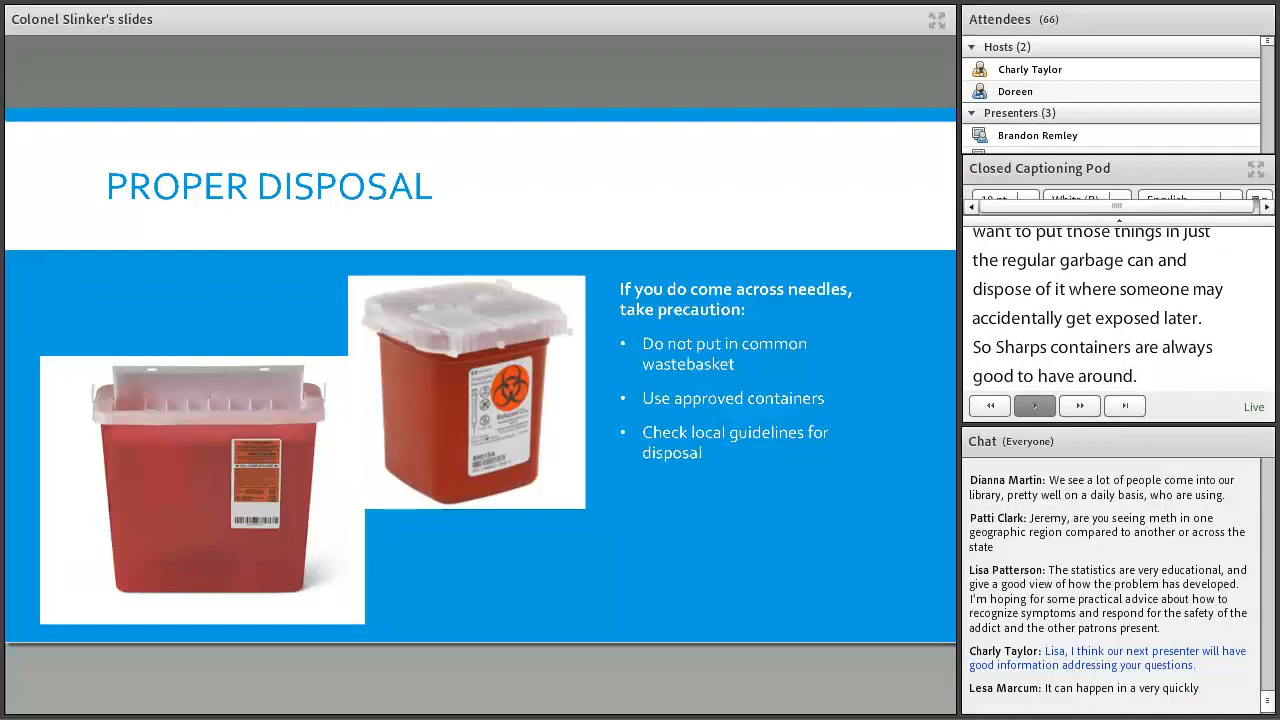 Colonel Slinker's slides
PROPER DISPOSAL
If you do come across needles,
take precaution:
• Do not put in common
wastebasket
• Use approved containers
• Check local guidelines for
disposal
Attendees (66)
Hosts (2)
Charly Taylor
Doreen
Presenters (3)
Brandon Remley
Closed Captioning Pod
English
want to put those things in just
the regular garbage can and
dispose of it where someone may
accidentally get exposed later.
So Sharps containers are always
good to have around.
Live
Chat (Everyone)
Dianna Martin: We see a lot of people come into our
library, pretty well on a daily basis, who are using.
Patti Clark: Jeremy, are you seeing meth in one
geographic region compared to another or across the
state
Lisa Patterson: The statistics are very educational, and
give a good view of how the problem has developed.
I'm hoping for some practical advice about how to
recognize symptoms and respond for the safety of the
addict and the other patrons present.
Charly Taylor: Lisa, I think our next presenter will have
good information addressing your questions.
Lesa Marcum: It can happen in a very quickly